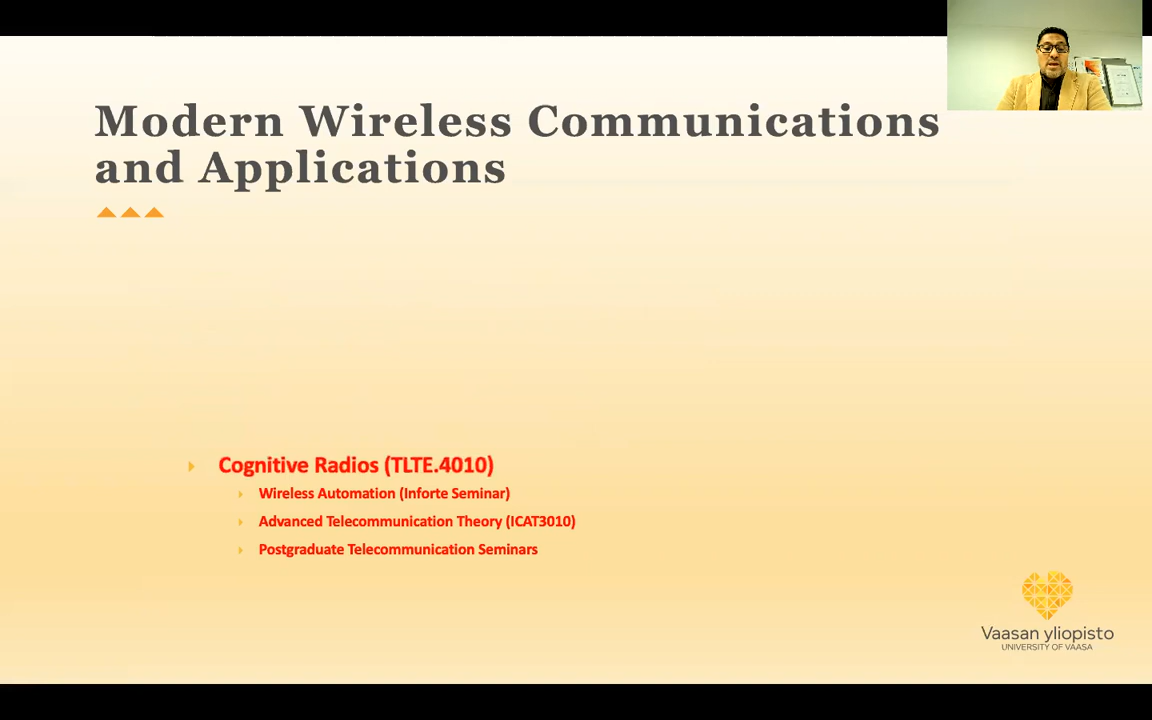 Modern Wireless Communications
and Applications
Cognitive Radios (TLTE.4010)
Wireless Automation (Inforte Seminar)
Advanced Telecommunication Theory (ICAT3010)
Postgraduate Telecommunication Seminars
Vaasan yliopisto
UNIVERSITY OF VAASA